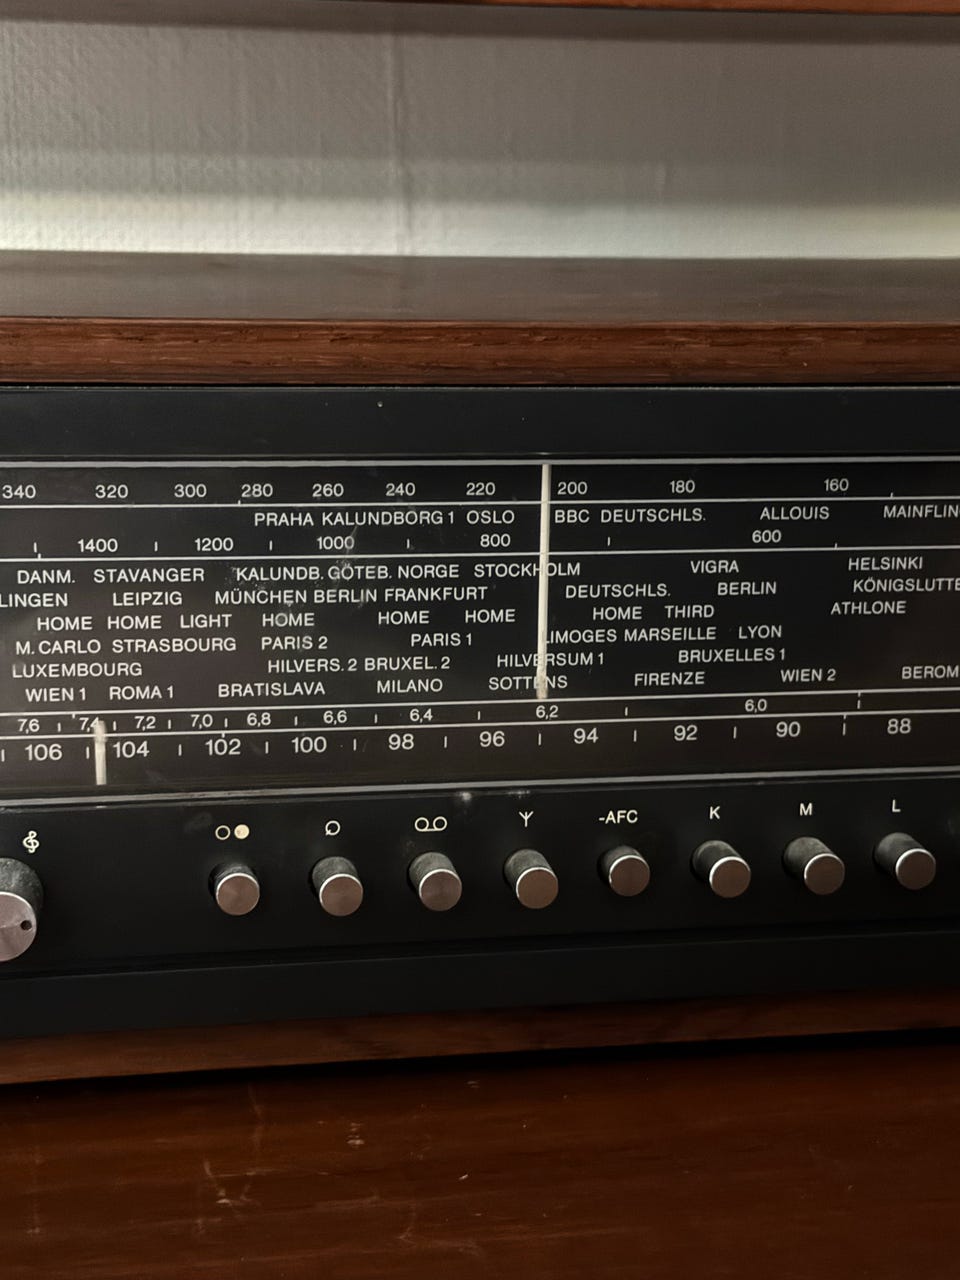 340 320 300 280 260 240 220 200 180 160
PRAHA KALUNDBORG 1 OSLO BBC DEUTSCHLS. ALLOUIS MAINFLIN
1400 1200 1000 800 600
DANM. STAVANGER KALUNDB. GÖTEB. NORGE STOCKHOLM VIGRA HELSINKI
LINGEN LEIPZIG MÜNCHEN BERLIN FRANKFURT DEUTSCHLS. BERLIN KÖNIGSLUTTE
HOME HOME LIGHT HOME HOME HOME HOME THIRD ATHLONE
M. CARLO STRASBOURG PARIS 2 PARIS 1 LIMOGES MARSEILLE LYON
LUXEMBOURG HILVERS. 2 BRUXEL. 2 HILVERSUM 1 BRUXELLES 1
WIEN 1 ROMA 1 BRATISLAVA MILANO SOTTENS FIRENZE WIEN 2 BEROM
7,6 7,4 7,2 7,0 6,8 6,6 6,4 6,2 6,0
106 104 102 100 98 96 94 92 90 88
-AFC K M L